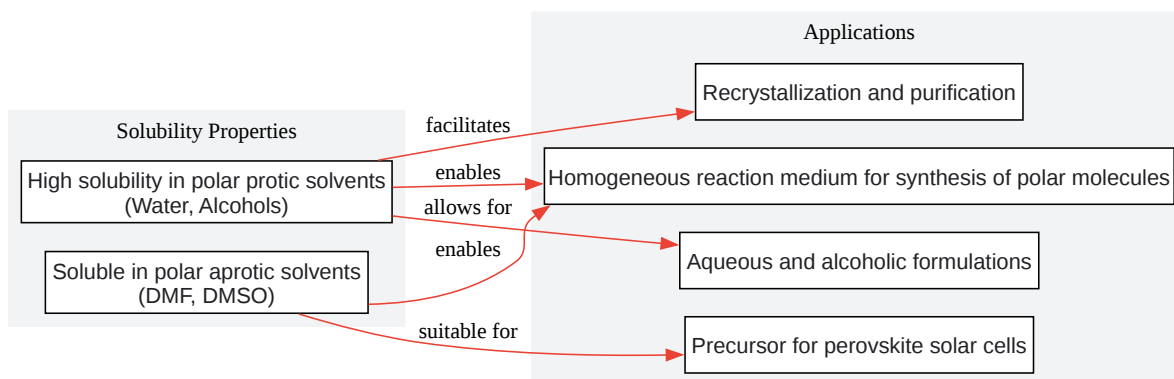 Applications
Recrystallization and purification
Solubility Properties
facilitates
High solubility in polar protic solvents
(Water, Alcohols)
enables
Homogeneous reaction medium for synthesis of polar molecules
allows for
Soluble in polar aprotic solvents
(DMF, DMSO)
enables
Aqueous and alcoholic formulations
suitable for
Precursor for perovskite solar cells